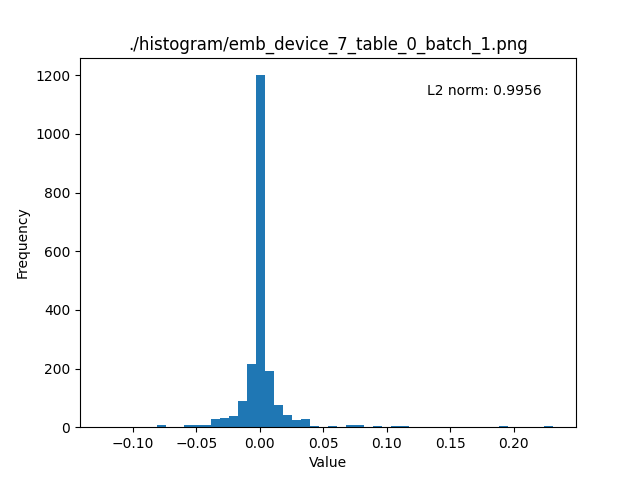 ./histogram/emb_device_7_table_0_batch_1.png
L2 norm: 0.9956
1200
1000
800
600
400
200
0
Frequency
−0.10 −0.05 0.00 0.05 0.10 0.15 0.20
Value